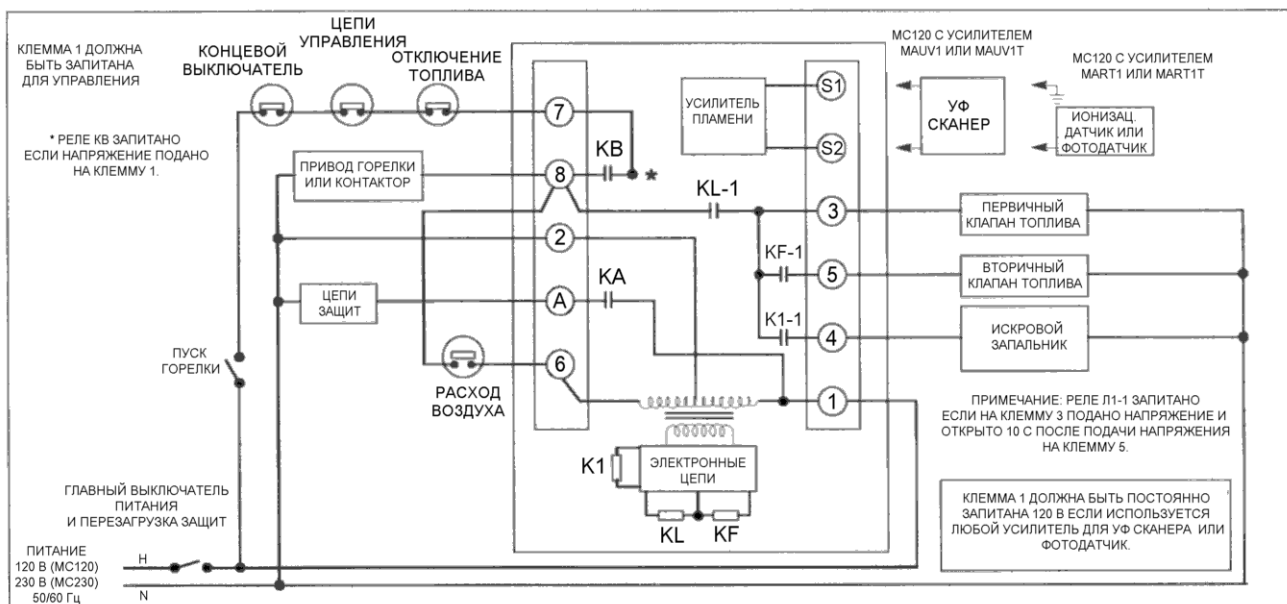 КЛЕММА 1 ДОЛЖНА
БЫТЬ ЗАПИТАНА
ДЛЯ УПРАВЛЕНИЯ
КОНЦЕВОЙ
ВЫКЛЮЧАТЕЛЬ
ЦЕПИ
УПРАВЛЕНИЯ
ОТКЛЮЧЕНИЕ
ТОПЛИВА
* РЕЛЕ КВ ЗАПИТАНО
ЕСЛИ НАПРЯЖЕНИЕ ПОДАНО
НА КЛЕММУ 1.
ПРИВОД ГОРЕЛКИ
ИЛИ КОНТАКТОР
ЦЕПИ
ЗАЩИТ
ПУСК
ГОРЕЛКИ
РАСХОД
ВОЗДУХА
7
8
2
A
6
KB
*
KA
KL-1
KF-1
K1-1
УСИЛИТЕЛЬ
ПЛАМЕНИ
S1
S2
3
5
4
1
K1
ЭЛЕКТРОННЫЕ
ЦЕПИ
KL
KF
МС120 С УСИЛИТЕЛЕМ
MAUV1 ИЛИ MAUV1T
УФ
СКАНЕР
МС120 С УСИЛИТЕЛЕМ
MART1 ИЛИ MART1T
ИОНИЗАЦ.
ДАТЧИК ИЛИ
ФОТОДАТЧИК
ПЕРВИЧНЫЙ
КЛАПАН ТОПЛИВА
ВТОРИЧНЫЙ
КЛАПАН ТОПЛИВА
ИСКРОВОЙ
ЗАПАЛЬНИК
ПРИМЕЧАНИЕ: РЕЛЕ Л1-1 ЗАПИТАНО
ЕСЛИ НА КЛЕММУ 3 ПОДАНО НАПРЯЖЕНИЕ И
ОТКРЫТО 10 С ПОСЛЕ ПОДАЧИ НАПРЯЖЕНИЯ
НА КЛЕММУ 5.
КЛЕММА 1 ДОЛЖНА БЫТЬ ПОСТОЯННО
ЗАПИТАНА 120 В ЕСЛИ ИСПОЛЬЗУЕТСЯ
ЛЮБОЙ УСИЛИТЕЛЬ ДЛЯ УФ СКАНЕРА ИЛИ
ФОТОДАТЧИК.
ГЛАВНЫЙ ВЫКЛЮЧАТЕЛЬ
ПИТАНИЯ
И ПЕРЕЗАГРУЗКА ЗАЩИТ
ПИТАНИЕ
120 В (МС120)
230 В (МС230)
50/60 Гц
H
N